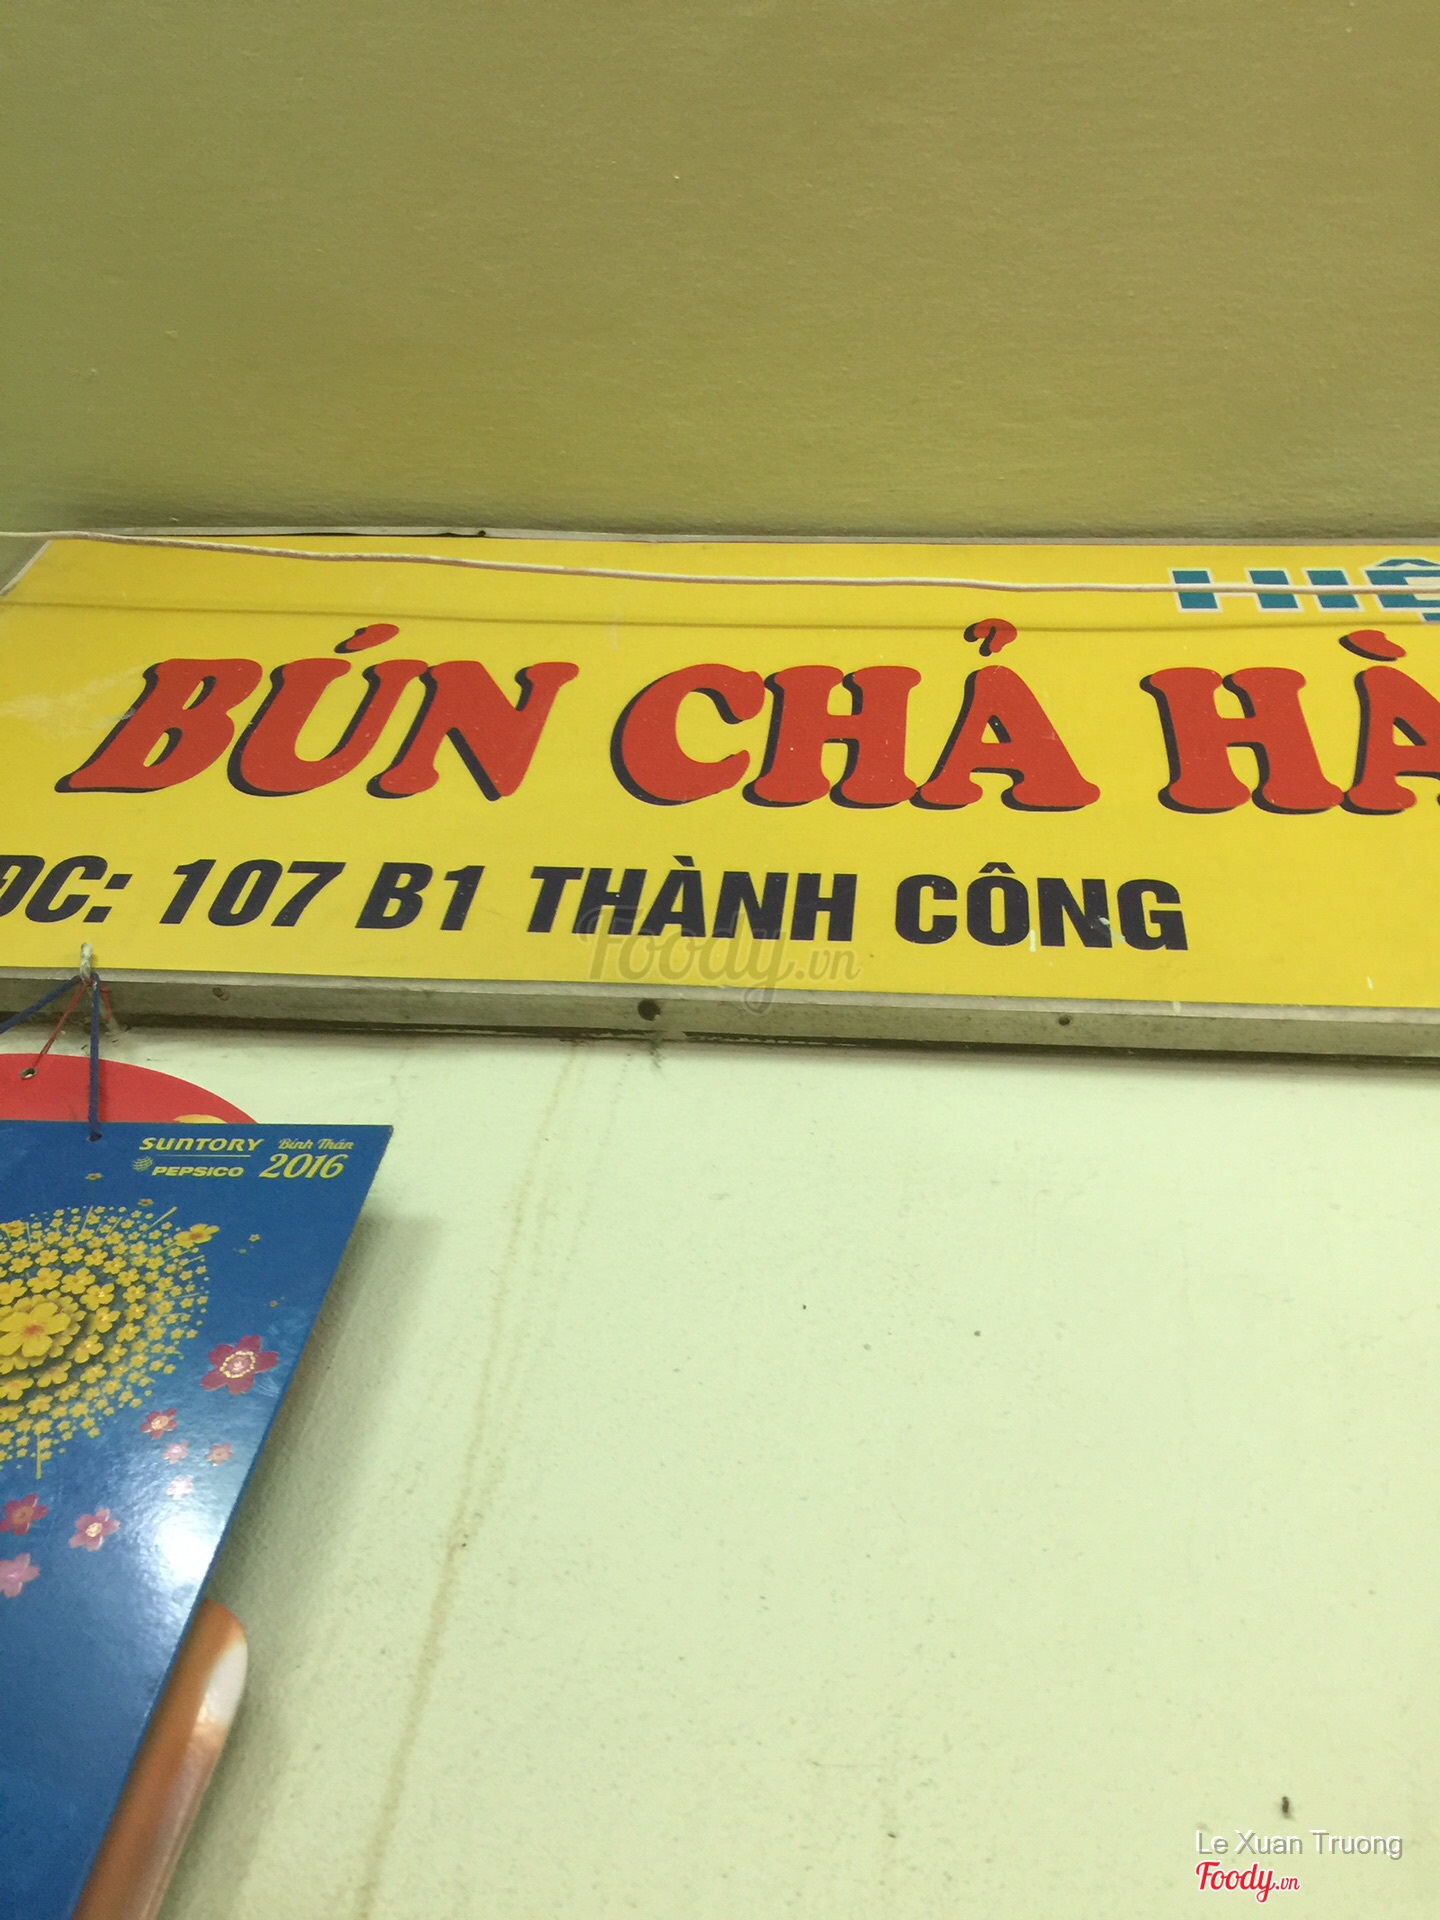 HIỆ
BÚN CHẢ HÀ
ĐC: 107 B1 THÀNH CÔNG
Foody.vn
SUNTORY
PEPSICO
Bính Thân
2016
Le Xuan Truong
Foody.vn